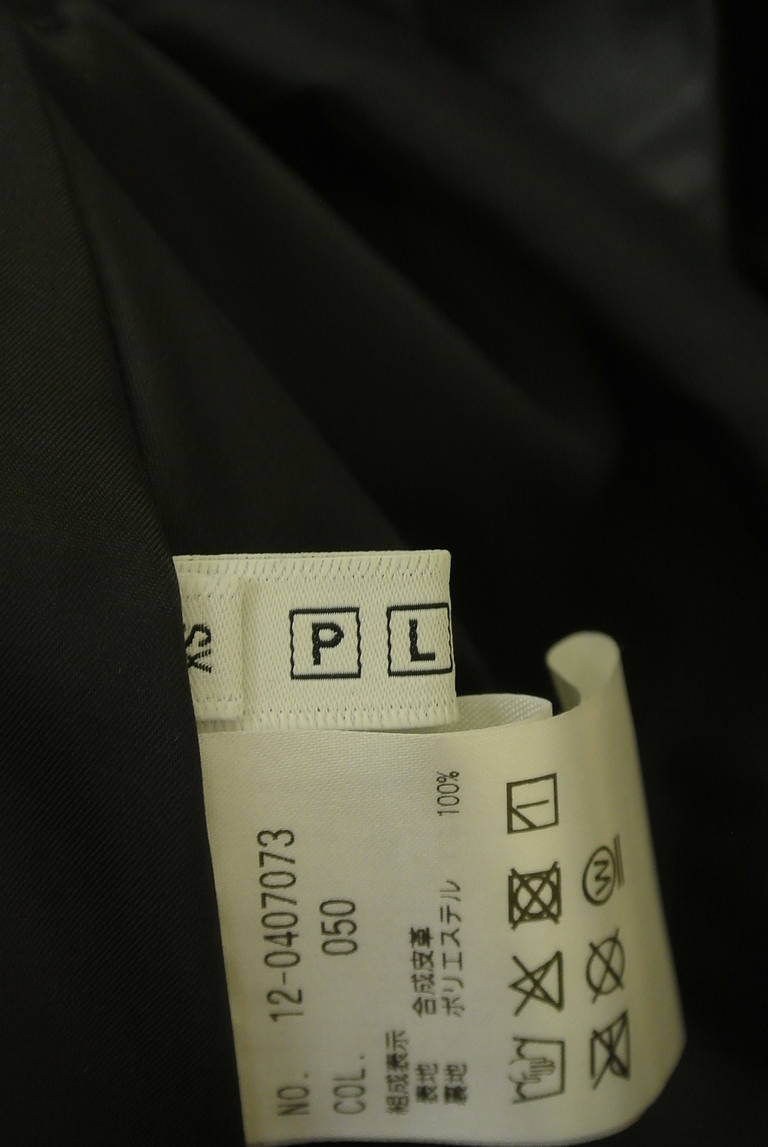 XS
P L
NO. 12-0407073
COL. 050
組成表示
表地 合成皮革
裏地 ポリエステル 100%
W